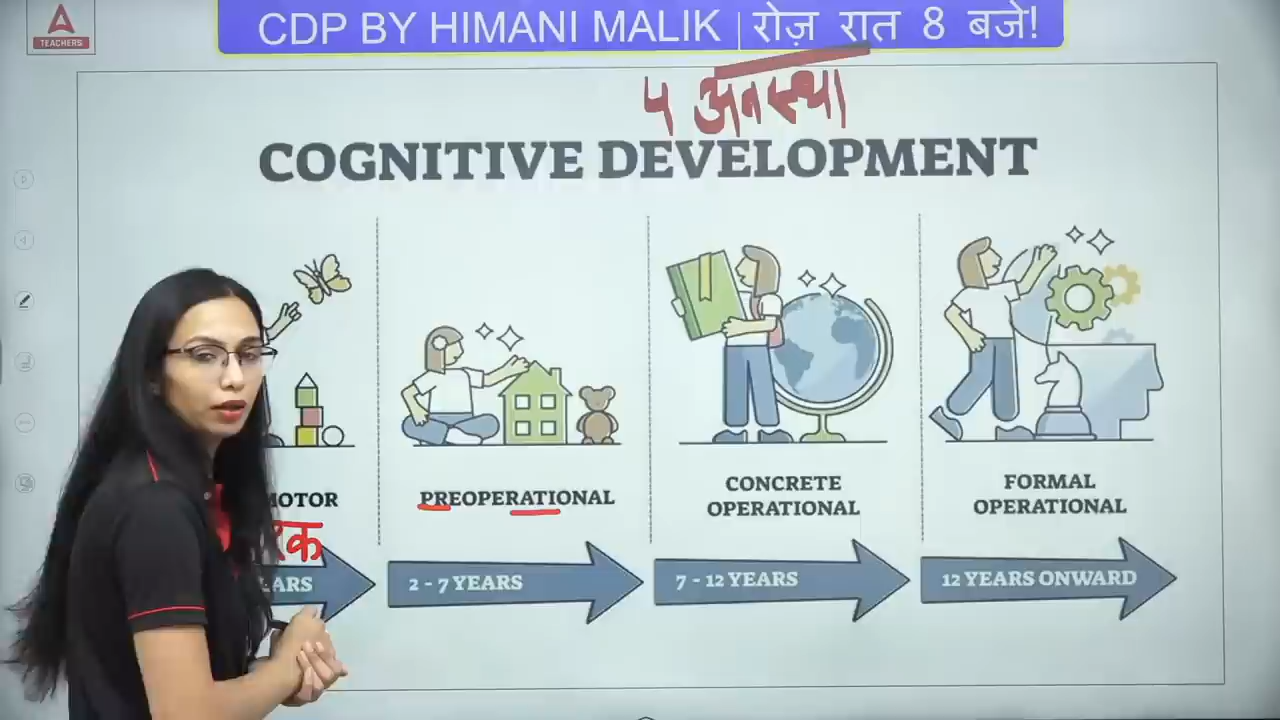 A
TEACHERS
CDP BY HIMANI MALIK | रोज़ रात 8 बजे!
4 अवस्था
COGNITIVE DEVELOPMENT
MOTOR
PREOPERATIONAL
CONCRETE
OPERATIONAL
FORMAL
OPERATIONAL
2 - 7 YEARS
7 - 12 YEARS
12 YEARS ONWARD